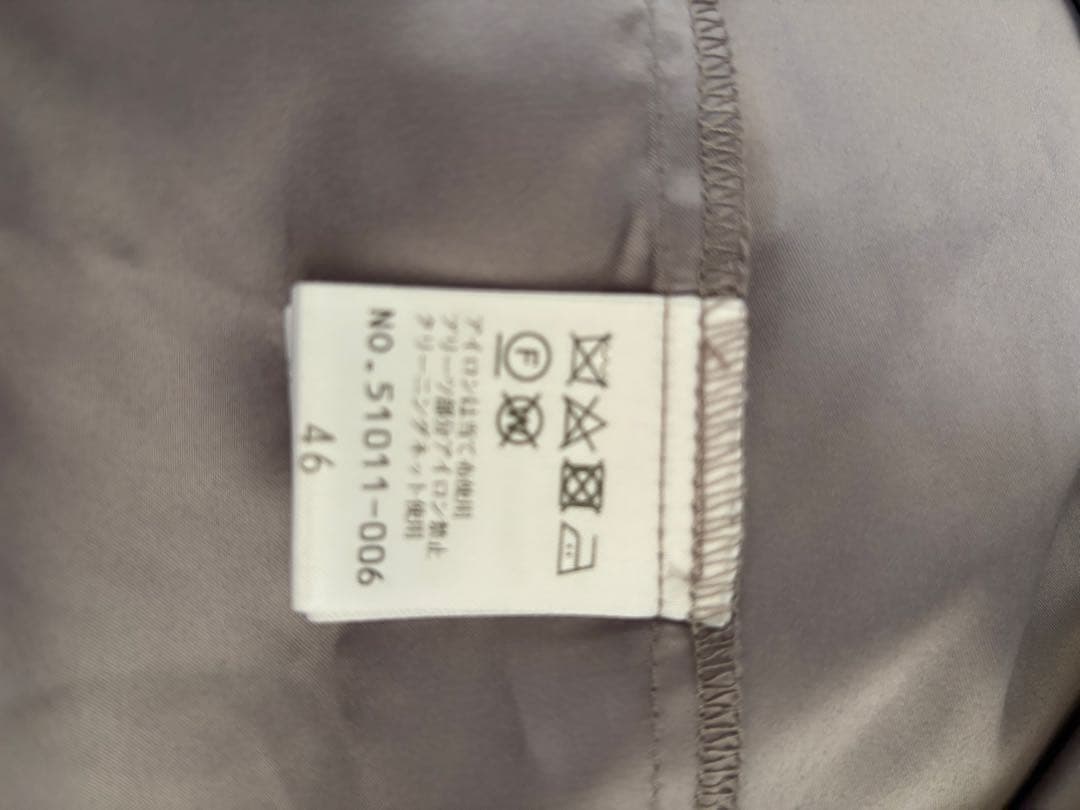 F W
アイロンは当て布使用
プリーツ部分アイロン禁止
クリーニングネット使用
NO.51011-006
46